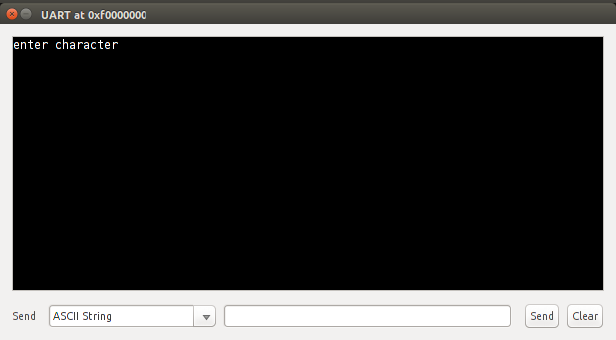 UART at 0xf0000000
enter character
Send ASCII String Send Clear